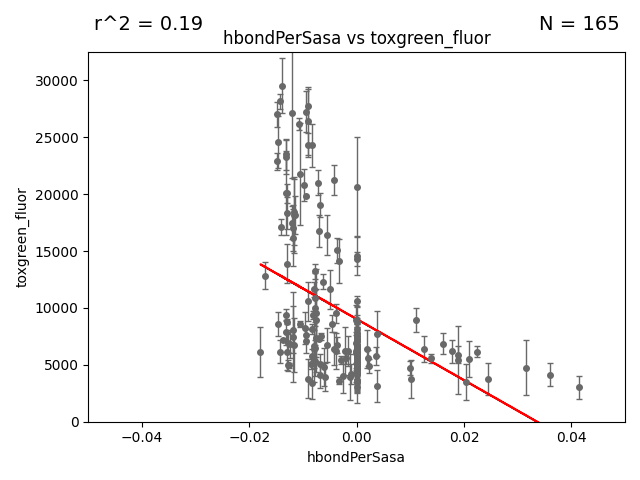 r^2 = 0.19
N = 165
hbondPerSasa vs toxgreen_fluor
30000
25000
20000
15000
10000
5000
0
toxgreen_fluor
−0.04
−0.02
0.00
0.02
0.04
hbondPerSasa